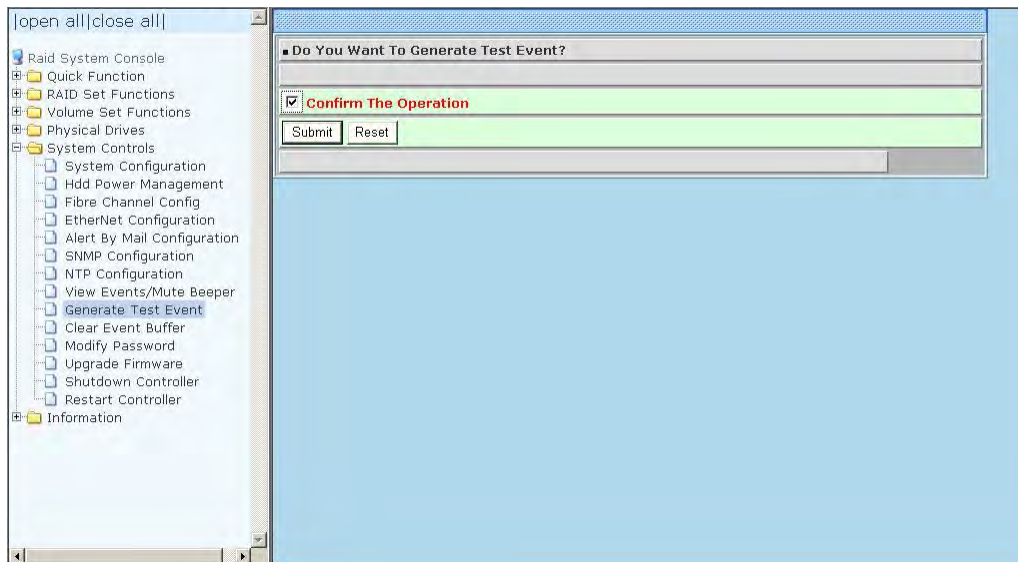 |open all|close all|
Raid System Console
Quick Function
RAID Set Functions
Volume Set Functions
Physical Drives
System Controls
System Configuration
Hdd Power Management
Fibre Channel Config
EtherNet Configuration
Alert By Mail Configuration
SNMP Configuration
NTP Configuration
View Events/Mute Beeper
Generate Test Event
Clear Event Buffer
Modify Password
Upgrade Firmware
Shutdown Controller
Restart Controller
Information
Do You Want To Generate Test Event?
Confirm The Operation
Submit Reset